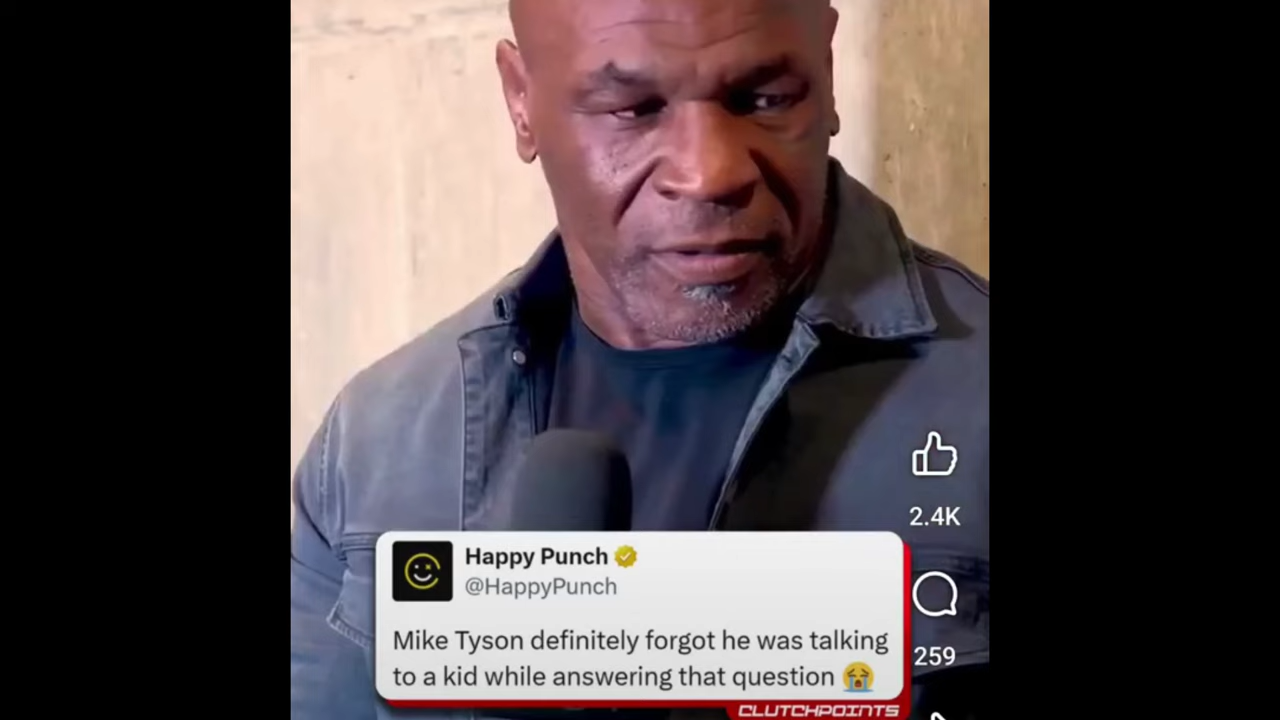 Happy Punch
@HappyPunch
Mike Tyson definitely forgot he was talking
to a kid while answering that question 😭
2.4K
259
CLUTCHPOINTS